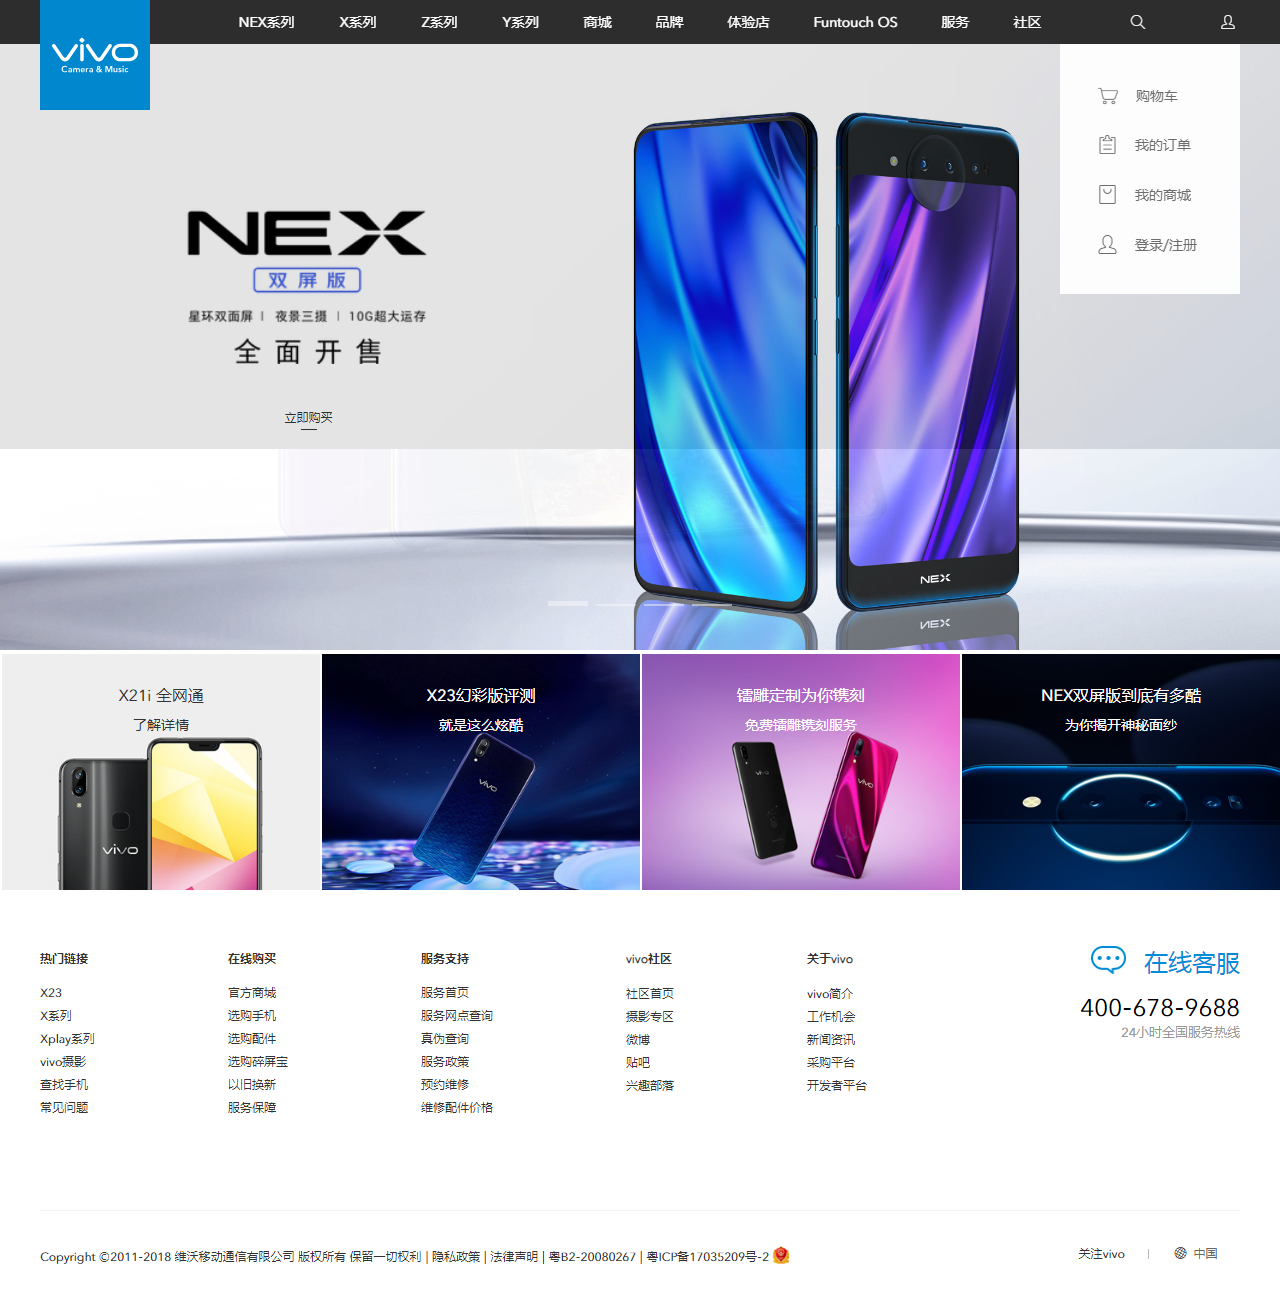 NEX系列 X系列 Z系列 Y系列 商城 品牌 体验店 Funtouch OS 服务 社区
vivo
Camera & Music
购物车
我的订单
我的商城
登录/注册
NEX
双屏版
星环双面屏 | 夜景三摄 | 10G超大运存
全面开售
立即购买
NEX
X21i 全网通
了解详情
vivo
X23幻彩版评测
就是这么炫酷
vivo
镭雕定制为你镌刻
免费镭雕镌刻服务
vivo
vivo
NEX双屏版到底有多酷
为你揭开神秘面纱
热门链接
X23
X系列
Xplay系列
vivo摄影
查找手机
常见问题
在线购买
官方商城
选购手机
选购配件
选购碎屏宝
以旧换新
服务保障
服务支持
服务首页
服务网点查询
真伪查询
服务政策
预约维修
维修配件价格
vivo社区
社区首页
摄影专区
微博
贴吧
兴趣部落
关于vivo
vivo简介
工作机会
新闻资讯
采购平台
开发者平台
在线客服
400-678-9688
24小时全国服务热线
Copyright ©2011-2018 维沃移动通信有限公司 版权所有 保留一切权利 | 隐私政策 | 法律声明 | 粤B2-20080267 | 粤ICP备17035209号-2
关注vivo | 中国